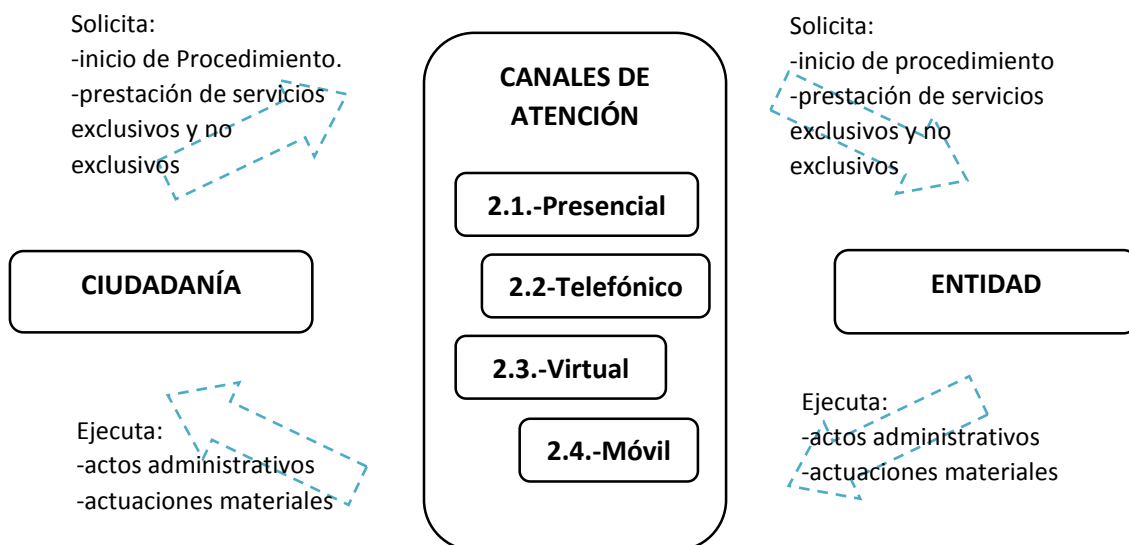 Solicita:
-inicio de Procedimiento.
-prestación de servicios
exclusivos y no
exclusivos
CANALES DE
ATENCIÓN
2.1.-Presencial
2.2-Telefónico
2.3.-Virtual
2.4.-Móvil
Solicita:
-inicio de procedimiento
-prestación de servicios
exclusivos y no
exclusivos
CIUDADANÍA
ENTIDAD
Ejecuta:
-actos administrativos
-actuaciones materiales
Ejecuta:
-actos administrativos
-actuaciones materiales